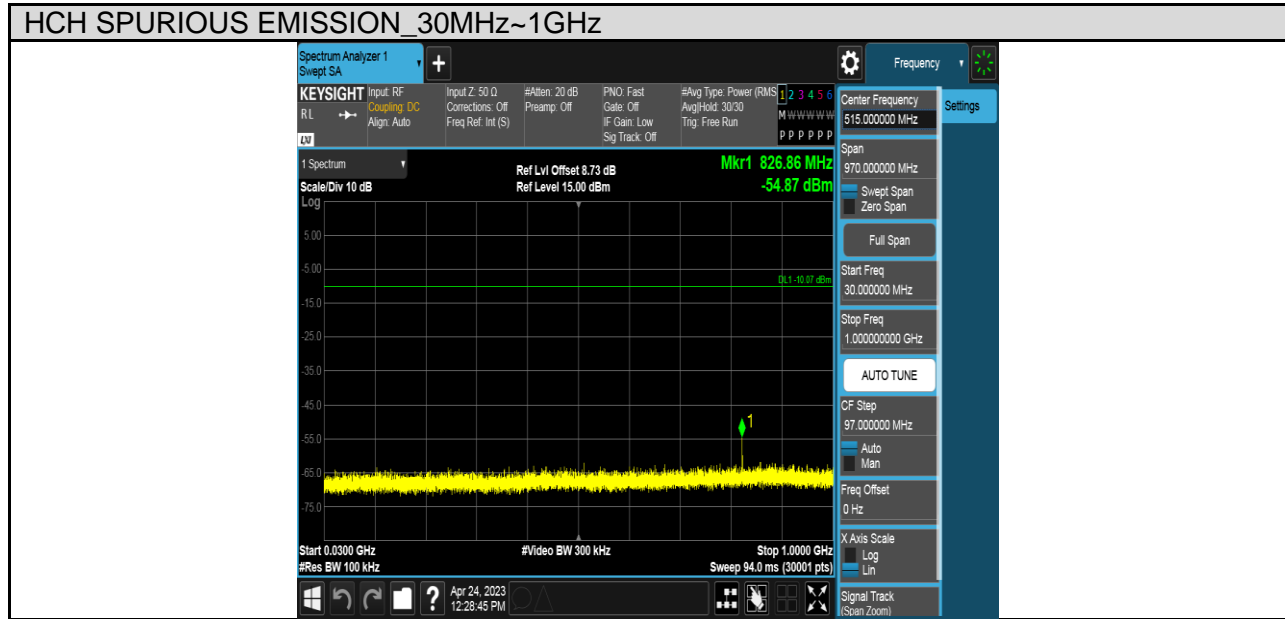 HCH SPURIOUS EMISSION_30MHz~1GHz
Spectrum Analyzer 1
Swept SA
+
Frequency
KEYSIGHT
RL
LXI
Input: RF
Coupling: DC
Align: Auto
Input Z: 50 Ω
Corrections: Off
Freq Ref: Int (S)
#Atten: 20 dB
Preamp: Off
PNO: Fast
Gate: Off
IF Gain: Low
Sig Track: Off
#Avg Type: Power (RMS
Avg|Hold: 30/30
Trig: Free Run
1 2 3 4 5 6
M W W W W W
P P P P P P
Center Frequency
515.000000 MHz
Settings
1 Spectrum
Scale/Div 10 dB
Ref Lvl Offset 8.73 dB
Ref Level 15.00 dBm
Mkr1 826.86 MHz
-54.87 dBm
Span
970.000000 MHz
Swept Span
Zero Span
Full Span
Start Freq
30.000000 MHz
Stop Freq
1.000000000 GHz
AUTO TUNE
CF Step
97.000000 MHz
Auto
Man
Freq Offset
0 Hz
X Axis Scale
Log
Lin
Signal Track
(Span Zoom)
Log
5.00
-5.00
DL1 -10.07 dBm
-15.0
-25.0
-35.0
-45.0
1
-55.0
-65.0
-75.0
Start 0.0300 GHz
#Video BW 300 kHz
Stop 1.0000 GHz
#Res BW 100 kHz
Sweep 94.0 ms (30001 pts)
?
Apr 24, 2023
12:28:45 PM